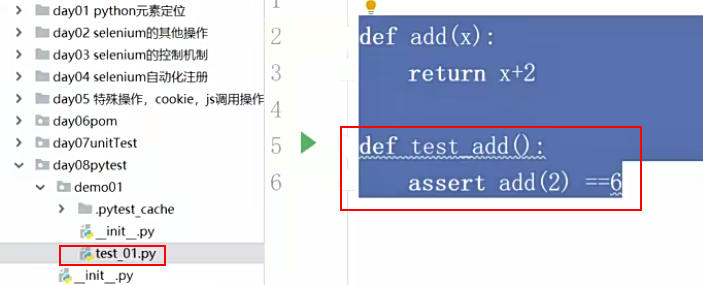 day01 python元素定位
day02 selenium的其他操作
day03 selenium的控制机制
day04 selenium自动化注册
day05 特殊操作，cookie，js调用操作
day06pom
day07unitTest
day08pytest
demo01
.pytest_cache
__init__.py
test_01.py
__init__.py
1
2 def add(x):
3 return x+2
4
5 def test_add():
6 assert add(2) ==6